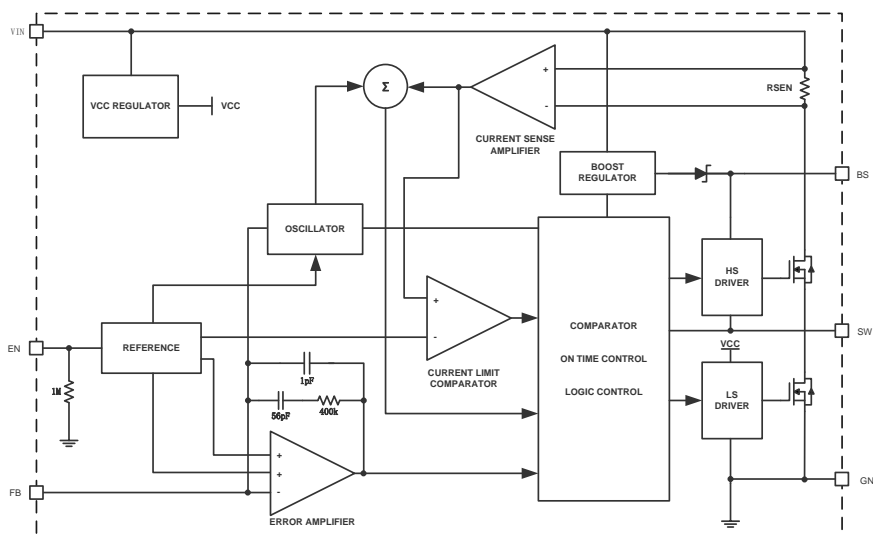 VIN
VCC REGULATOR
VCC
Σ
+
-
CURRENT SENSE
AMPLIFIER
RSEN
BOOST
REGULATOR
BS
OSCILLATOR
HS
DRIVER
+
-
CURRENT LIMIT
COMPARATOR
COMPARATOR
ON TIME CONTROL
LOGIC CONTROL
EN
REFERENCE
SW
VCC
1M
1pF
56pF
400k
LS
DRIVER
+
+
-
ERROR AMPLIFIER
FB
GN